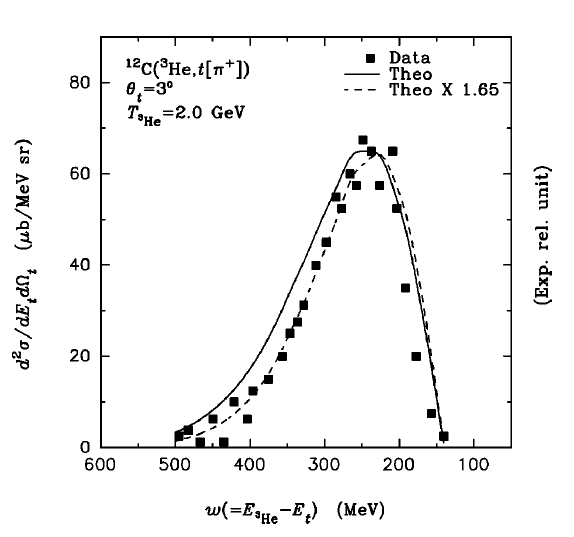 ¹²C(³He,t[π⁺])
θₜ=3°
T³He=2.0 GeV
■ Data
Theo
Theo X 1.65
80
60
40
20
0
d²σ/dEₜdΩₜ (μb/MeV sr)
(Exp. rel. unit)
600 500 400 300 200 100
w(=E³He−Eₜ) (MeV)